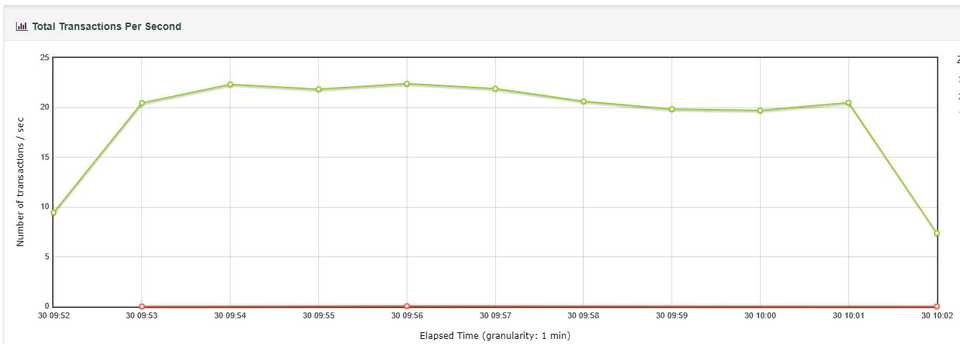 Total Transactions Per Second
25
20
15
10
5
0
Number of transactions / sec
30 09:52 30 09:53 30 09:54 30 09:55 30 09:56 30 09:57 30 09:58 30 09:59 30 10:00 30 10:01 30 10:02
Elapsed Time (granularity: 1 min)